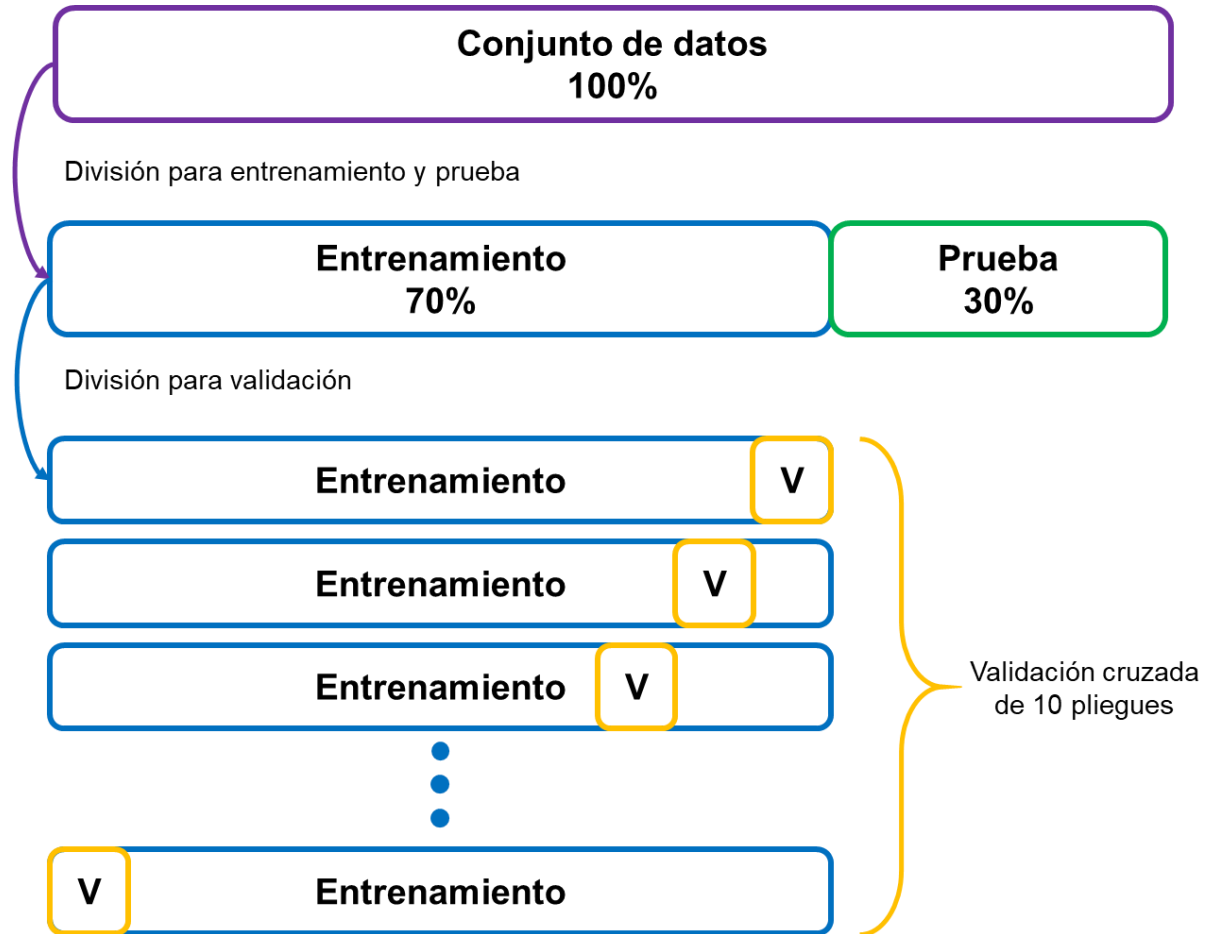 Conjunto de datos
100%
División para entrenamiento y prueba
Entrenamiento
70%
Prueba
30%
División para validación
Entrenamiento
V
Entrenamiento
V
Entrenamiento
V
Validación cruzada
de 10 pliegues
V
Entrenamiento